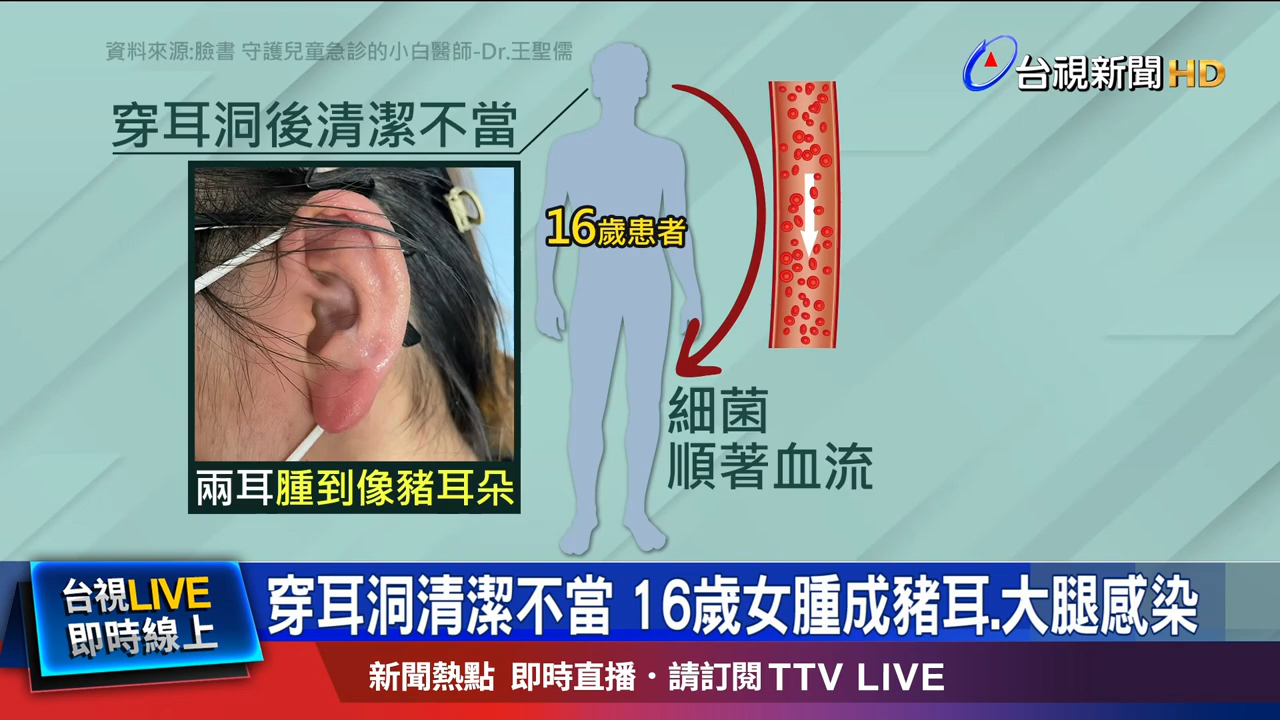 資料來源:臉書 守護兒童急診的小白醫師-Dr.王聖儒
台視新聞HD
穿耳洞後清潔不當
16歲患者
細菌
順著血流
兩耳腫到像豬耳朵
台視LIVE
即時線上
穿耳洞清潔不當 16歲女腫成豬耳.大腿感染
新聞熱點 即時直播・請訂閱TTV LIVE